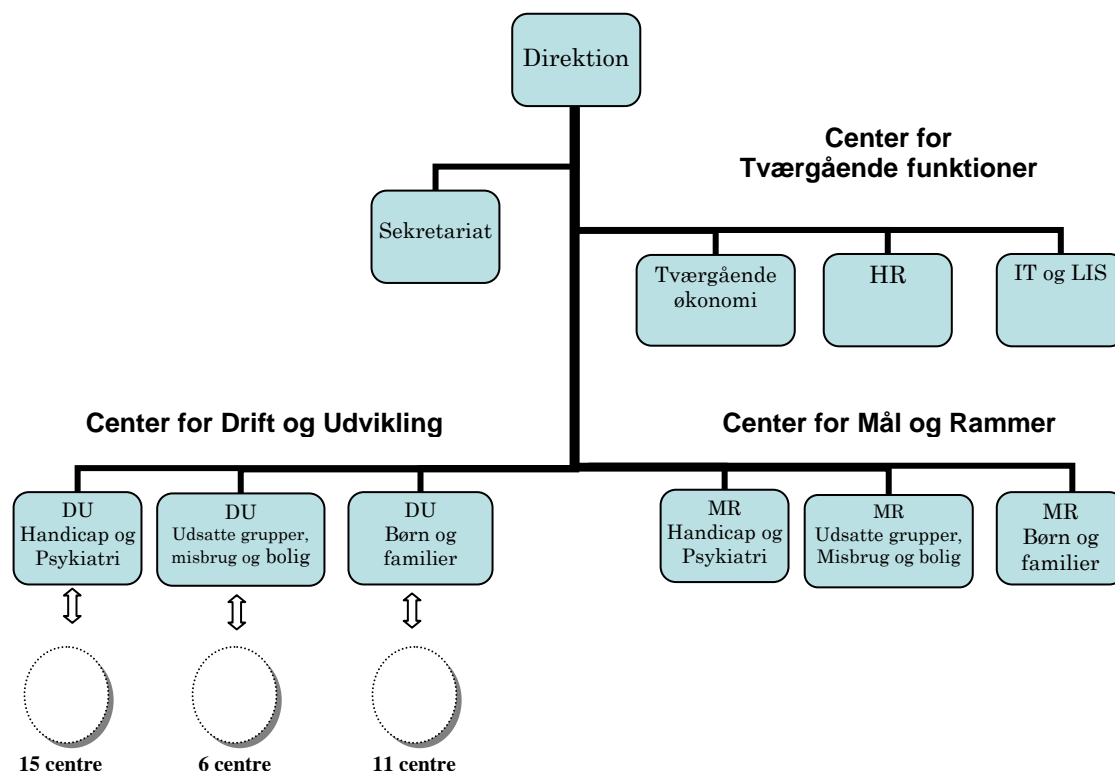 Direktion
Center for
Tværgående funktioner
Sekretariat
Tværgående
økonomi
HR
IT og LIS
Center for Drift og Udvikling
Center for Mål og Rammer
DU
Handicap og
Psykiatri
DU
Udsatte grupper,
misbrug og bolig
DU
Børn og
familier
MR
Handicap og
Psykiatri
MR
Udsatte grupper,
Misbrug og bolig
MR
Børn og
familier
15 centre
6 centre
11 centre